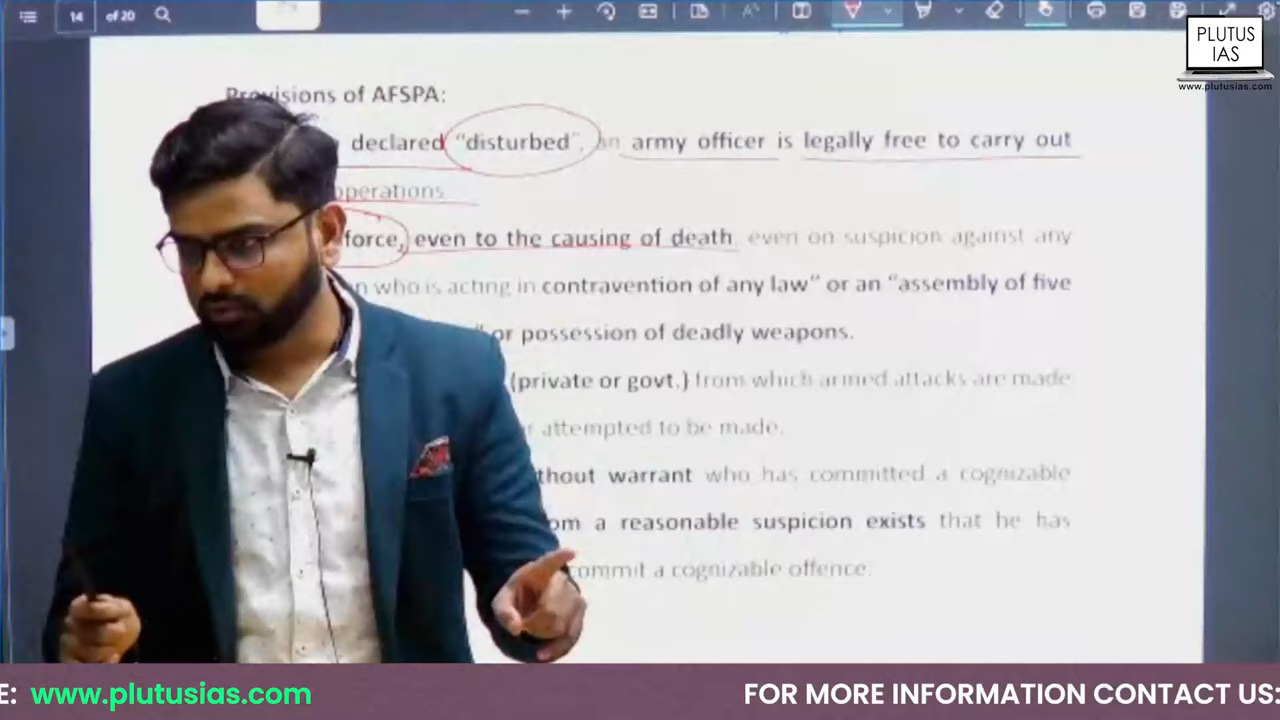 14 of 20
PLUTUS
IAS
www.plutusias.com
Provisions of AFSPA:
declared "disturbed", an army officer is legally free to carry out
operations
force, even to the causing of death, even on suspicion against any
who is acting in contravention of any law" or an "assembly of five
or possession of deadly weapons.
(private or govt.) from which armed attacks are made
attempted to be made.
without warrant who has committed a cognizable
a reasonable suspicion exists that he has
commit a cognizable offence.
E: www.plutusias.com FOR MORE INFORMATION CONTACT US: